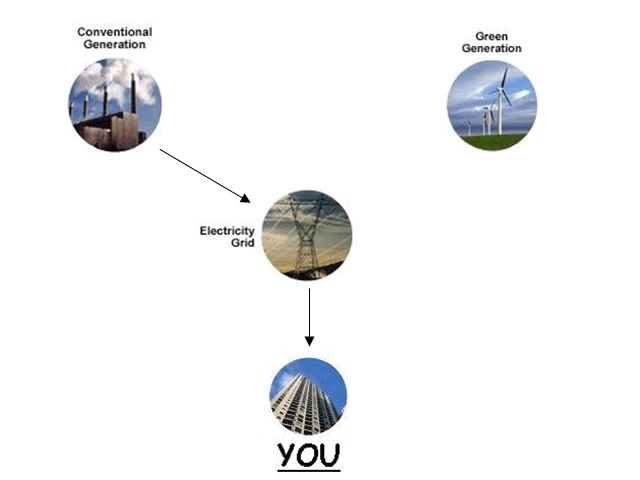 Conventional
Generation
Green
Generation
Electricity
Grid
YOU